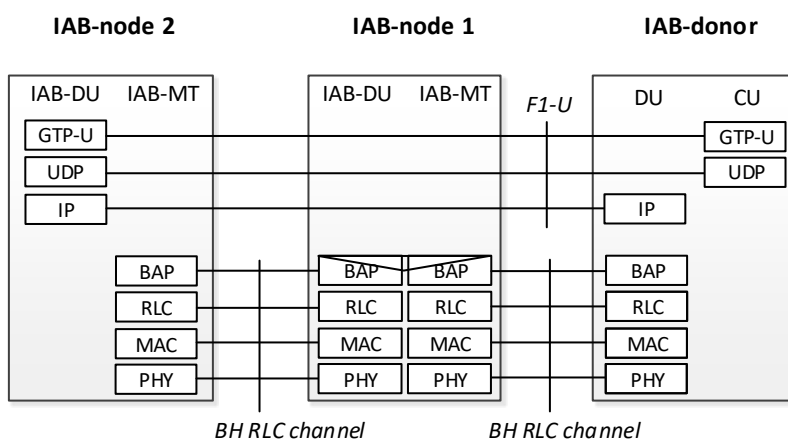 IAB-node 2 IAB-node 1 IAB-donor
IAB-DU IAB-MT IAB-DU IAB-MT F1-U DU CU
GTP-U GTP-U
UDP UDP
IP IP
BAP BAP BAP BAP
RLC RLC RLC RLC
MAC MAC MAC MAC
PHY PHY PHY PHY
BH RLC channel BH RLC channel